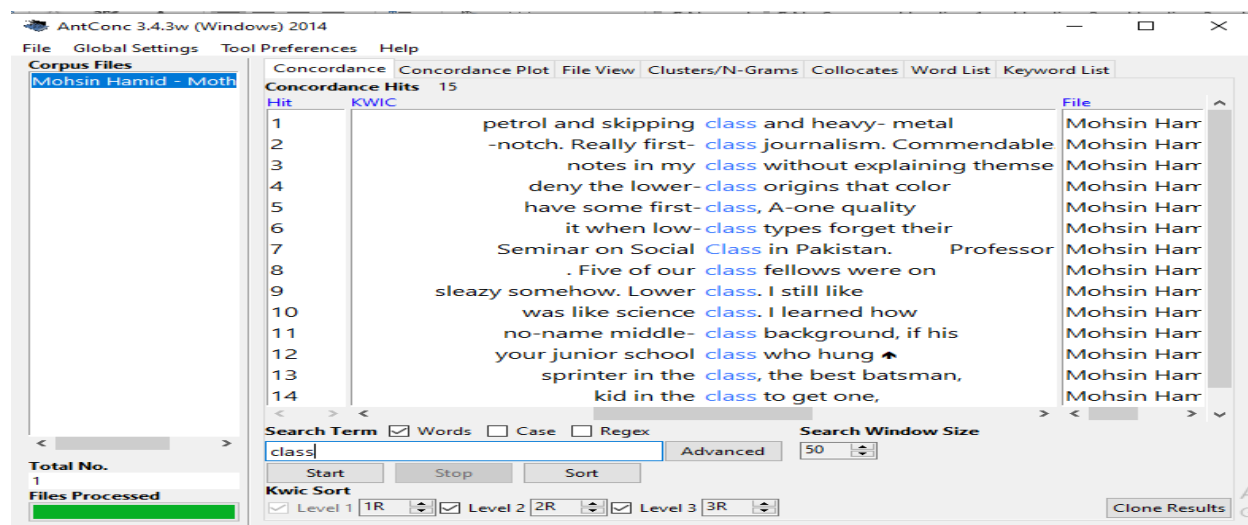 AntConc 3.4.3w (Windows) 2014
File Global Settings Tool Preferences Help
Corpus Files
Mohsin Hamid - Moth
Concordance Concordance Plot File View Clusters/N-Grams Collocates Word List Keyword List
Concordance Hits 15
Hit KWIC File
1 petrol and skipping class and heavy- metal Mohsin Ham
2 -notch. Really first- class journalism. Commendable Mohsin Ham
3 notes in my class without explaining themse Mohsin Ham
4 deny the lower- class origins that color Mohsin Ham
5 have some first- class, A-one quality Mohsin Ham
6 it when low- class types forget their Mohsin Ham
7 Seminar on Social Class in Pakistan. Professor Mohsin Ham
8 . Five of our class fellows were on Mohsin Ham
9 sleazy somehow. Lower class. I still like Mohsin Ham
10 was like science class. I learned how Mohsin Ham
11 no-name middle- class background, if his Mohsin Ham
12 your junior school class who hung Mohsin Ham
13 sprinter in the class, the best batsman, Mohsin Ham
14 kid in the class to get one, Mohsin Ham
Search Term Words Case Regex Search Window Size
class Advanced 50
Start Stop Sort
Total No.
1
Files Processed
Kwic Sort
Level 1 1R Level 2 2R Level 3 3R Clone Results